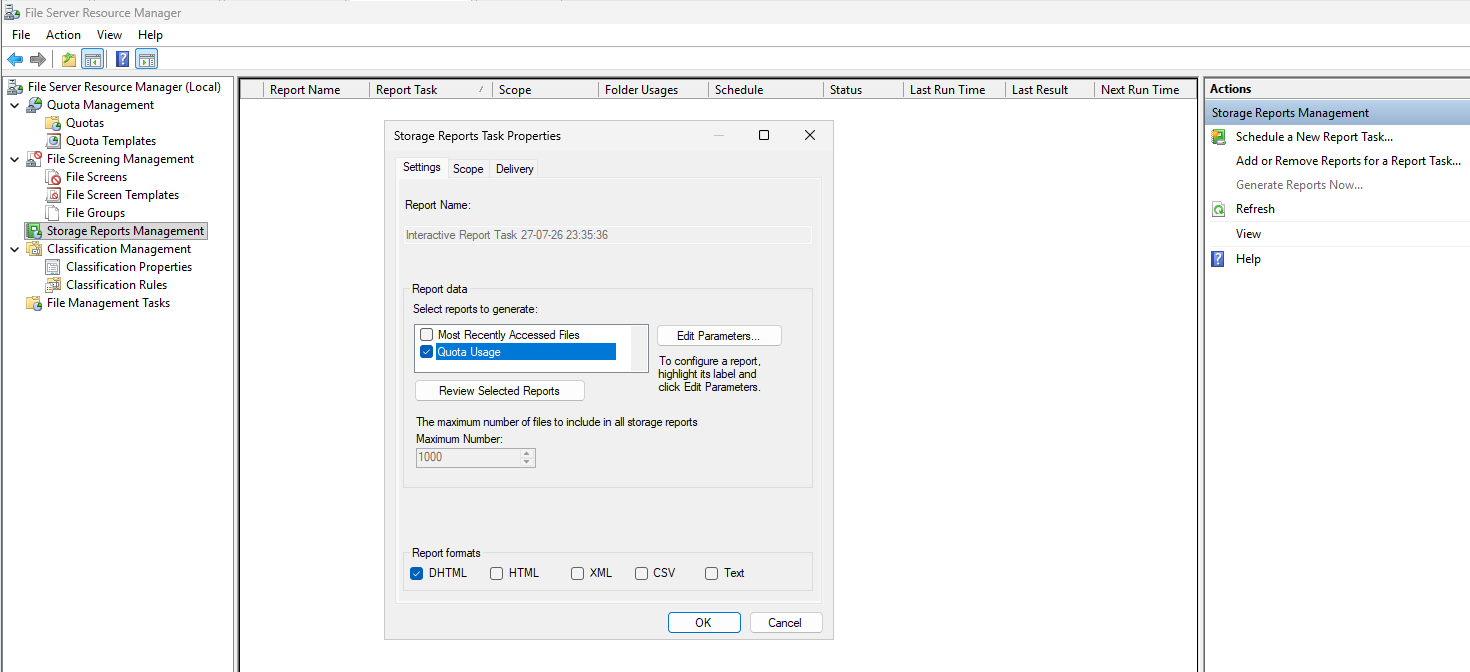 File Server Resource Manager
File Action View Help
File Server Resource Manager (Local)
Quota Management
Quotas
Quota Templates
File Screening Management
File Screens
File Screen Templates
File Groups
Storage Reports Management
Classification Management
Classification Properties
Classification Rules
File Management Tasks
Report Name Report Task Scope Folder Usages Schedule Status Last Run Time Last Result Next Run Time
Storage Reports Task Properties
Settings Scope Delivery
Report Name:
Interactive Report Task 27-07-26 23:35:36
Report data
Select reports to generate:
Most Recently Accessed Files
Quota Usage
Edit Parameters...
To configure a report,
highlight its label and
click Edit Parameters.
Review Selected Reports
The maximum number of files to include in all storage reports
Maximum Number:
1000
Report formats
DHTML HTML XML CSV Text
OK Cancel
Actions
Storage Reports Management
Schedule a New Report Task...
Add or Remove Reports for a Report Task...
Generate Reports Now...
Refresh
View
Help